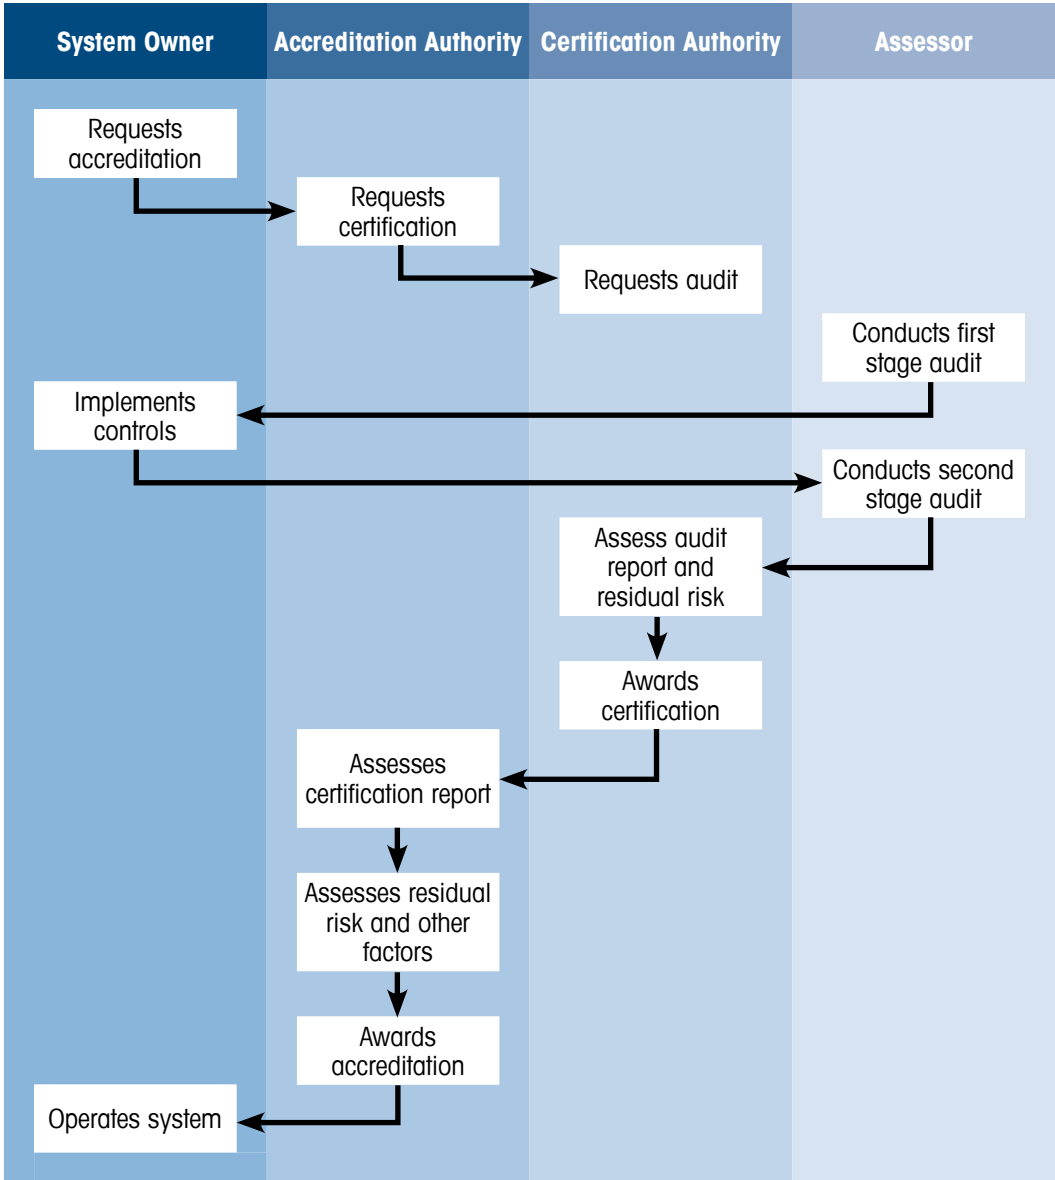 System Owner
Accreditation Authority
Certification Authority
Assessor
Requests
accreditation
Requests
certification
Requests audit
Conducts first
stage audit
Implements
controls
Conducts second
stage audit
Assess audit
report and
residual risk
Awards
certification
Assesses
certification report
Assesses residual
risk and other
factors
Awards
accreditation
Operates system